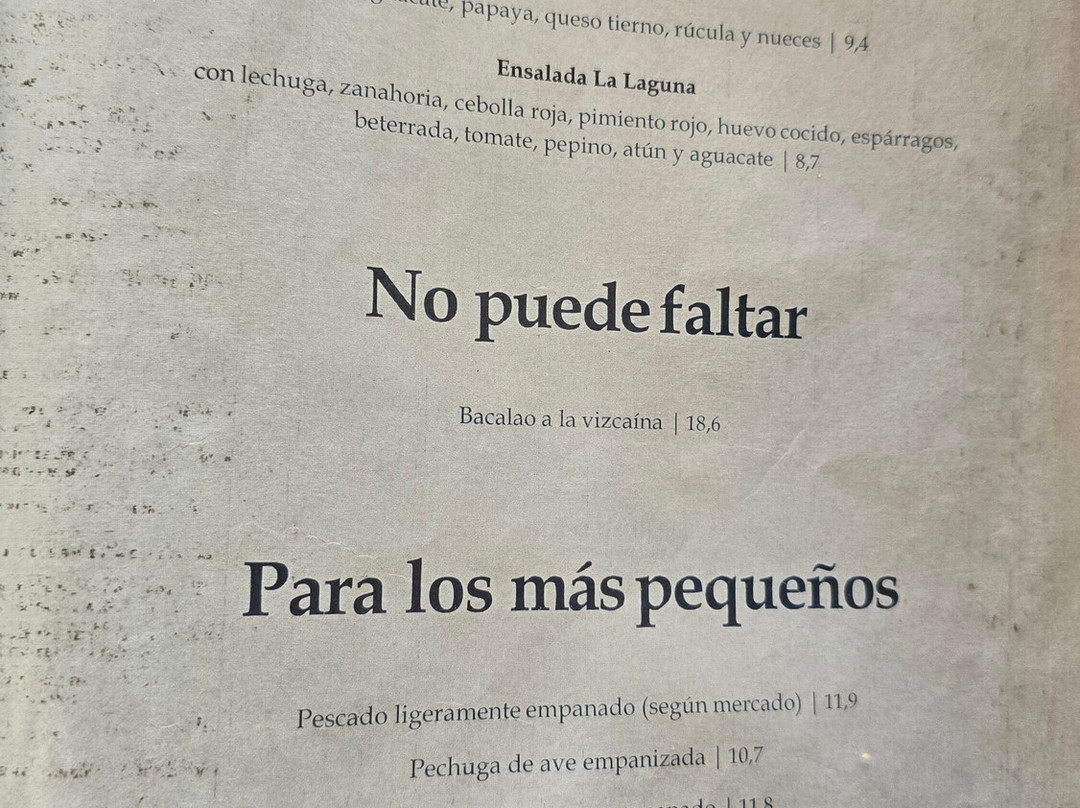 papaya, queso tierno, rúcula y nueces | 9,4
Ensalada La Laguna
con lechuga, zanahoria, cebolla roja, pimiento rojo, huevo cocido, espárragos,
beterrada, tomate, pepino, atún y aguacate | 8,7
No puede faltar
Bacalao a la vizcaína | 18,6
Para los más pequeños
Pescado ligeramente empanado (según mercado) | 11,9
Pechuga de ave empanizada | 10,7
| 11,8